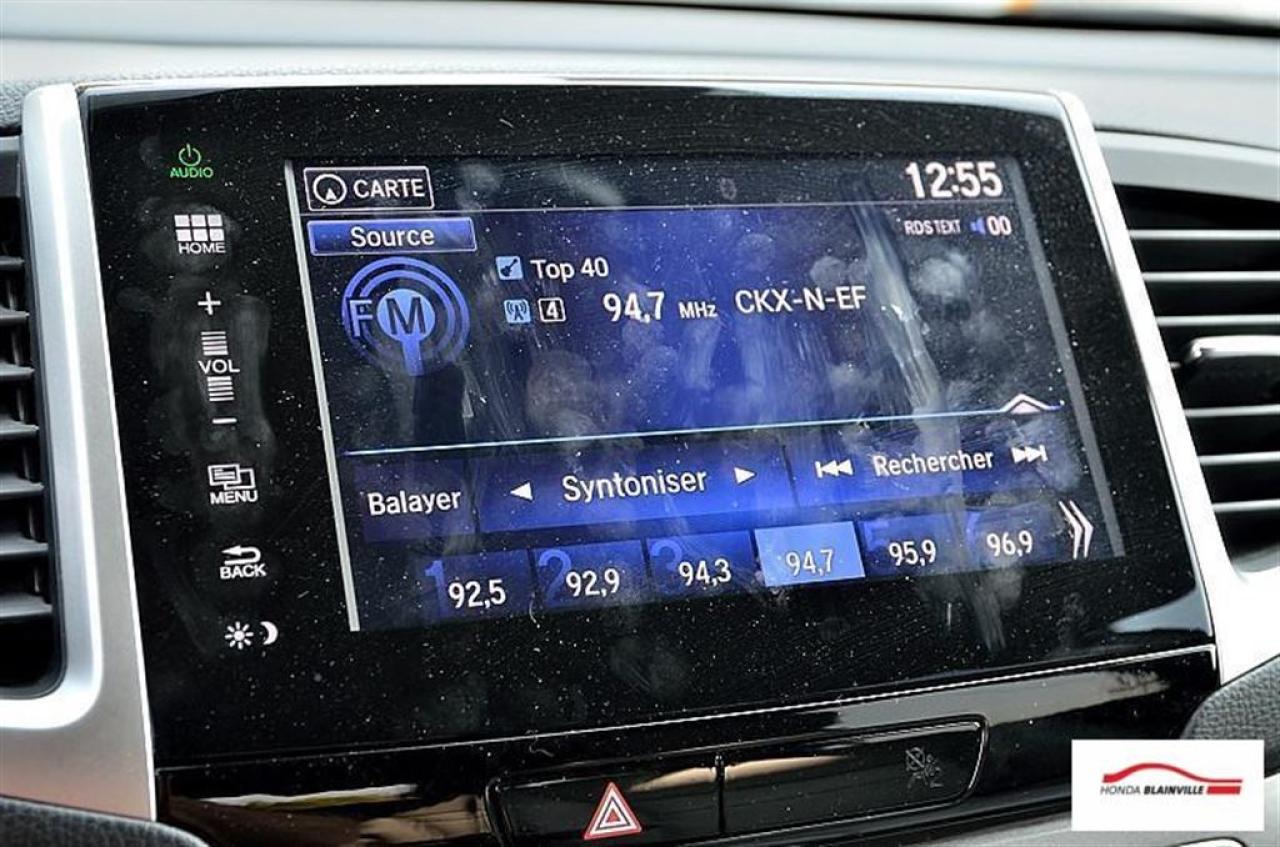 AUDIO
HOME
+
VOL
-
MENU
BACK
CARTE
12:55
Source
RDS TEXT 00
FM
Top 40
4 94,7 MHz CKX-N-EF
Balayer
Syntoniser
Rechercher
1 92,5
2 92,9
3 94,3
94,7
5 95,9
96,9
HONDA BLAINVILLE